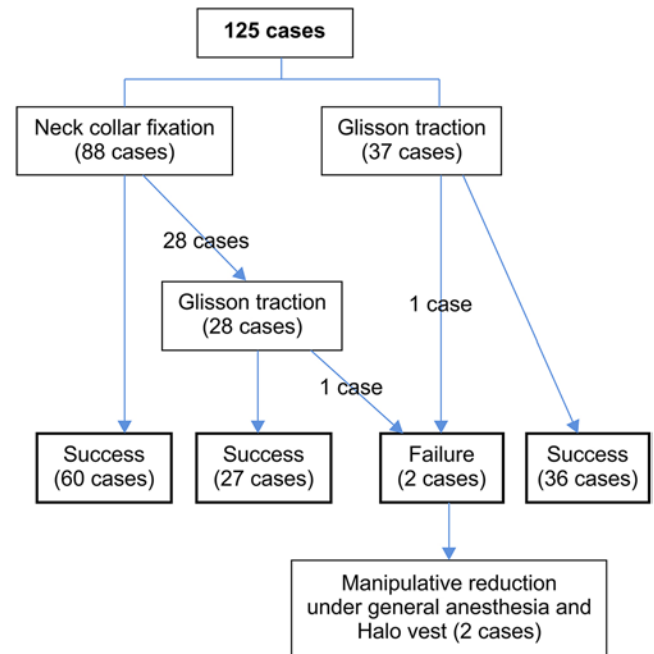 125 cases
Neck collar fixation
(88 cases)
Glisson traction
(37 cases)
28 cases
Glisson traction
(28 cases)
1 case
1 case
Success
(60 cases)
Success
(27 cases)
Failure
(2 cases)
Success
(36 cases)
Manipulative reduction
under general anesthesia and
Halo vest (2 cases)